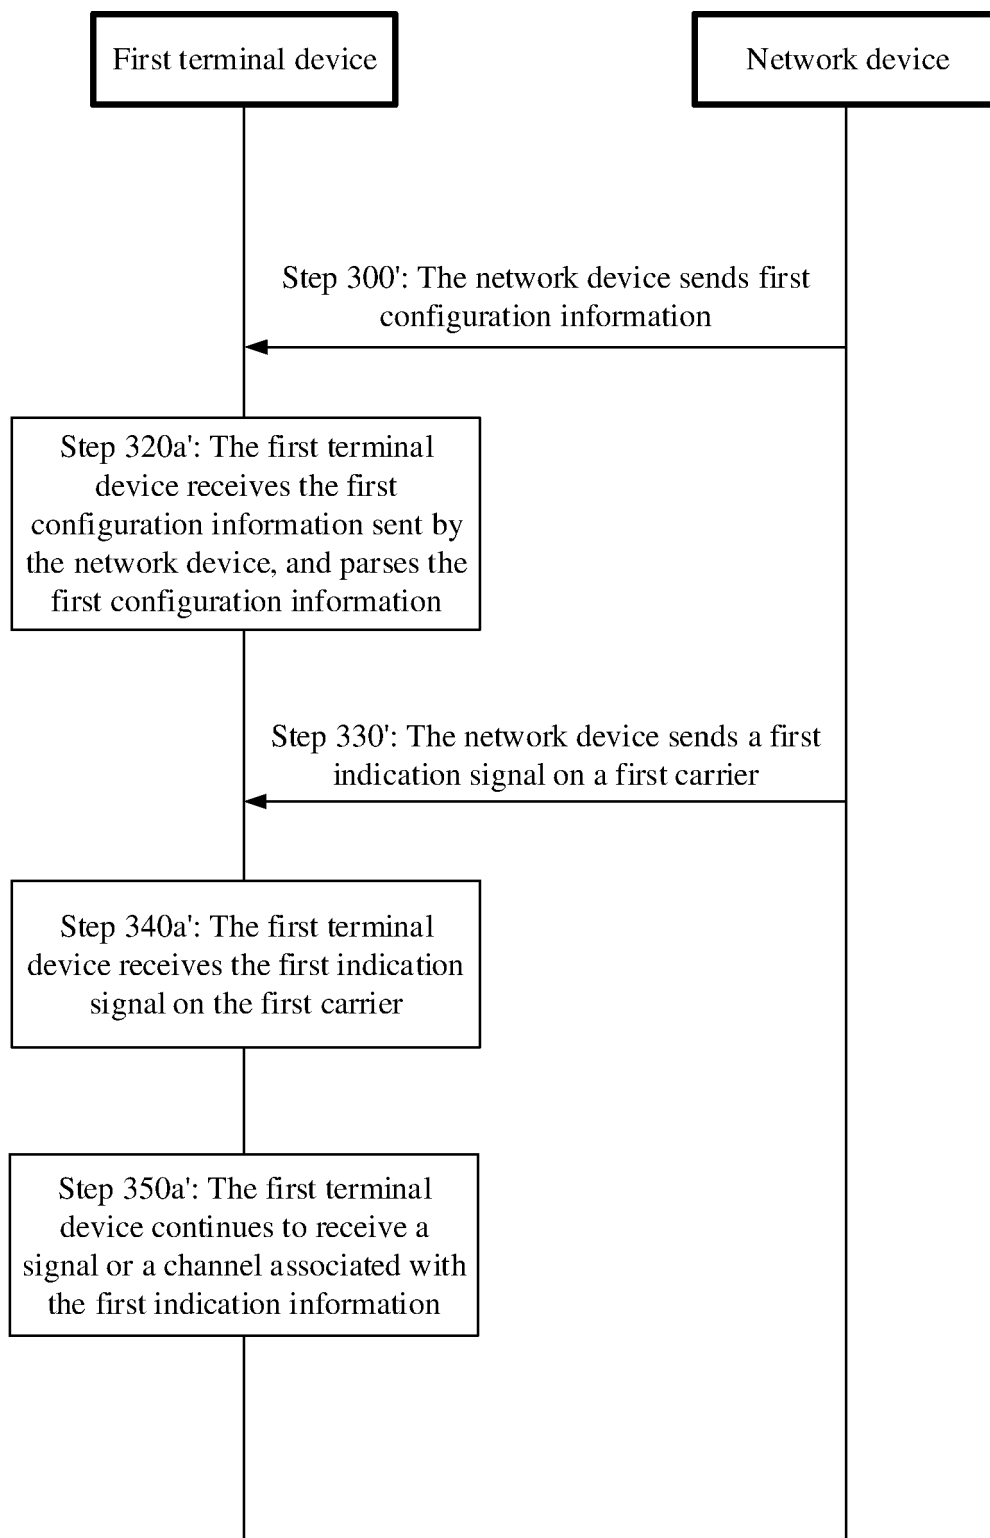 First terminal device
Network device
Step 300': The network device sends first
configuration information
Step 320a': The first terminal
device receives the first
configuration information sent by
the network device, and parses the
first configuration information
Step 330': The network device sends a first
indication signal on a first carrier
Step 340a': The first terminal
device receives the first indication
signal on the first carrier
Step 350a': The first terminal
device continues to receive a
signal or a channel associated with
the first indication information